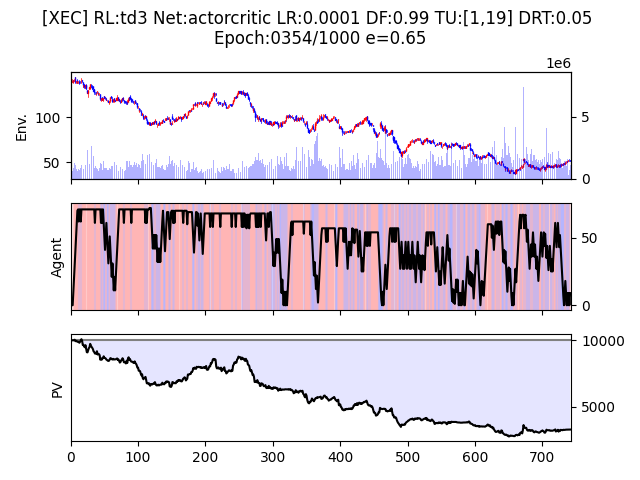 [XEC] RL:td3 Net:actorcritic LR:0.0001 DF:0.99 TU:[1,19] DRT:0.05
Epoch:0354/1000 e=0.65
1e6
Env.
100
50
5
0
Agent
50
0
PV
10000
5000
0 100 200 300 400 500 600 700